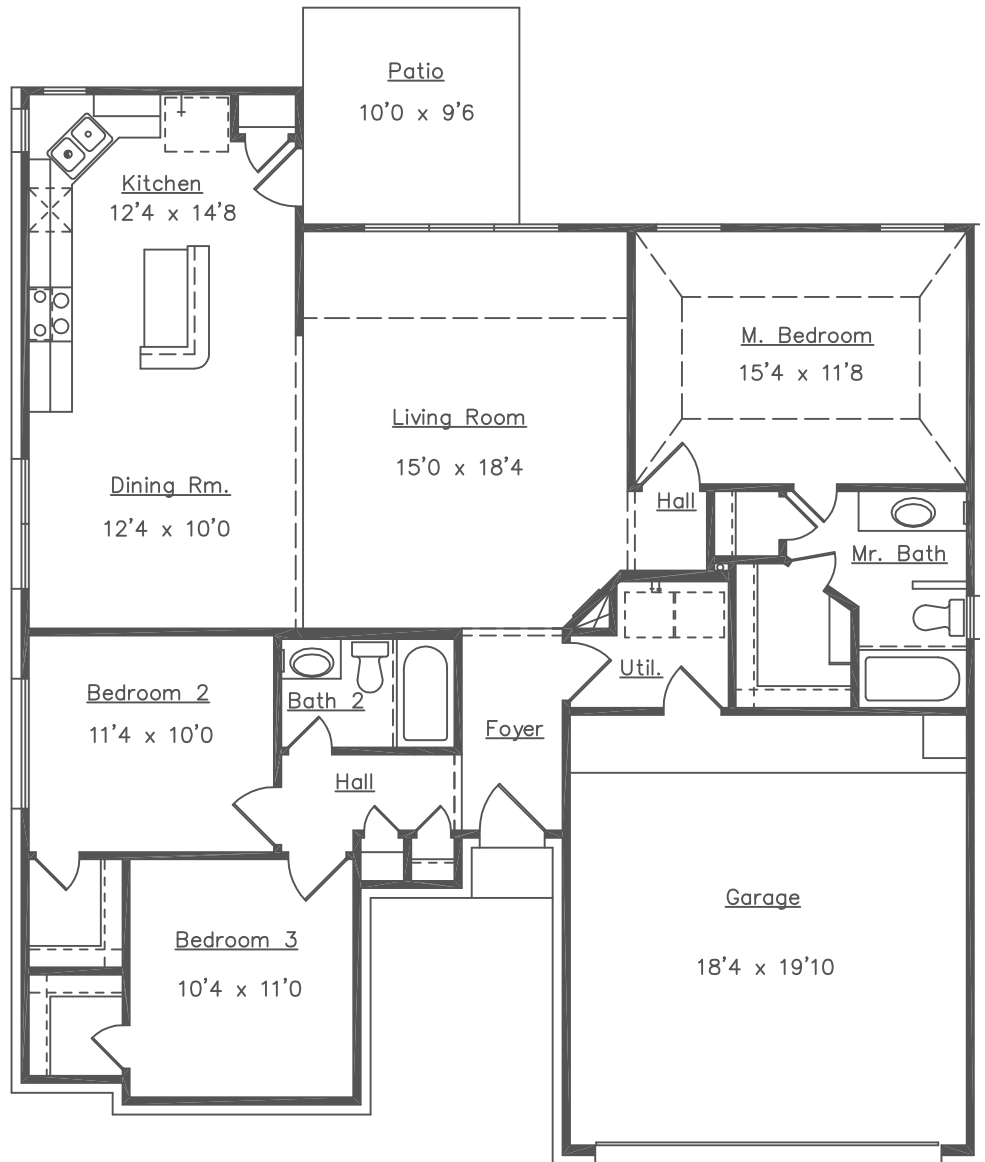 Patio
10'0 x 9'6
Kitchen
12'4 x 14'8
M. Bedroom
15'4 x 11'8
Living Room
15'0 x 18'4
Dining Rm.
12'4 x 10'0
Hall
Mr. Bath
Util.
Bedroom 2
11'4 x 10'0
Bath 2
Foyer
Hall
Garage
18'4 x 19'10
Bedroom 3
10'4 x 11'0